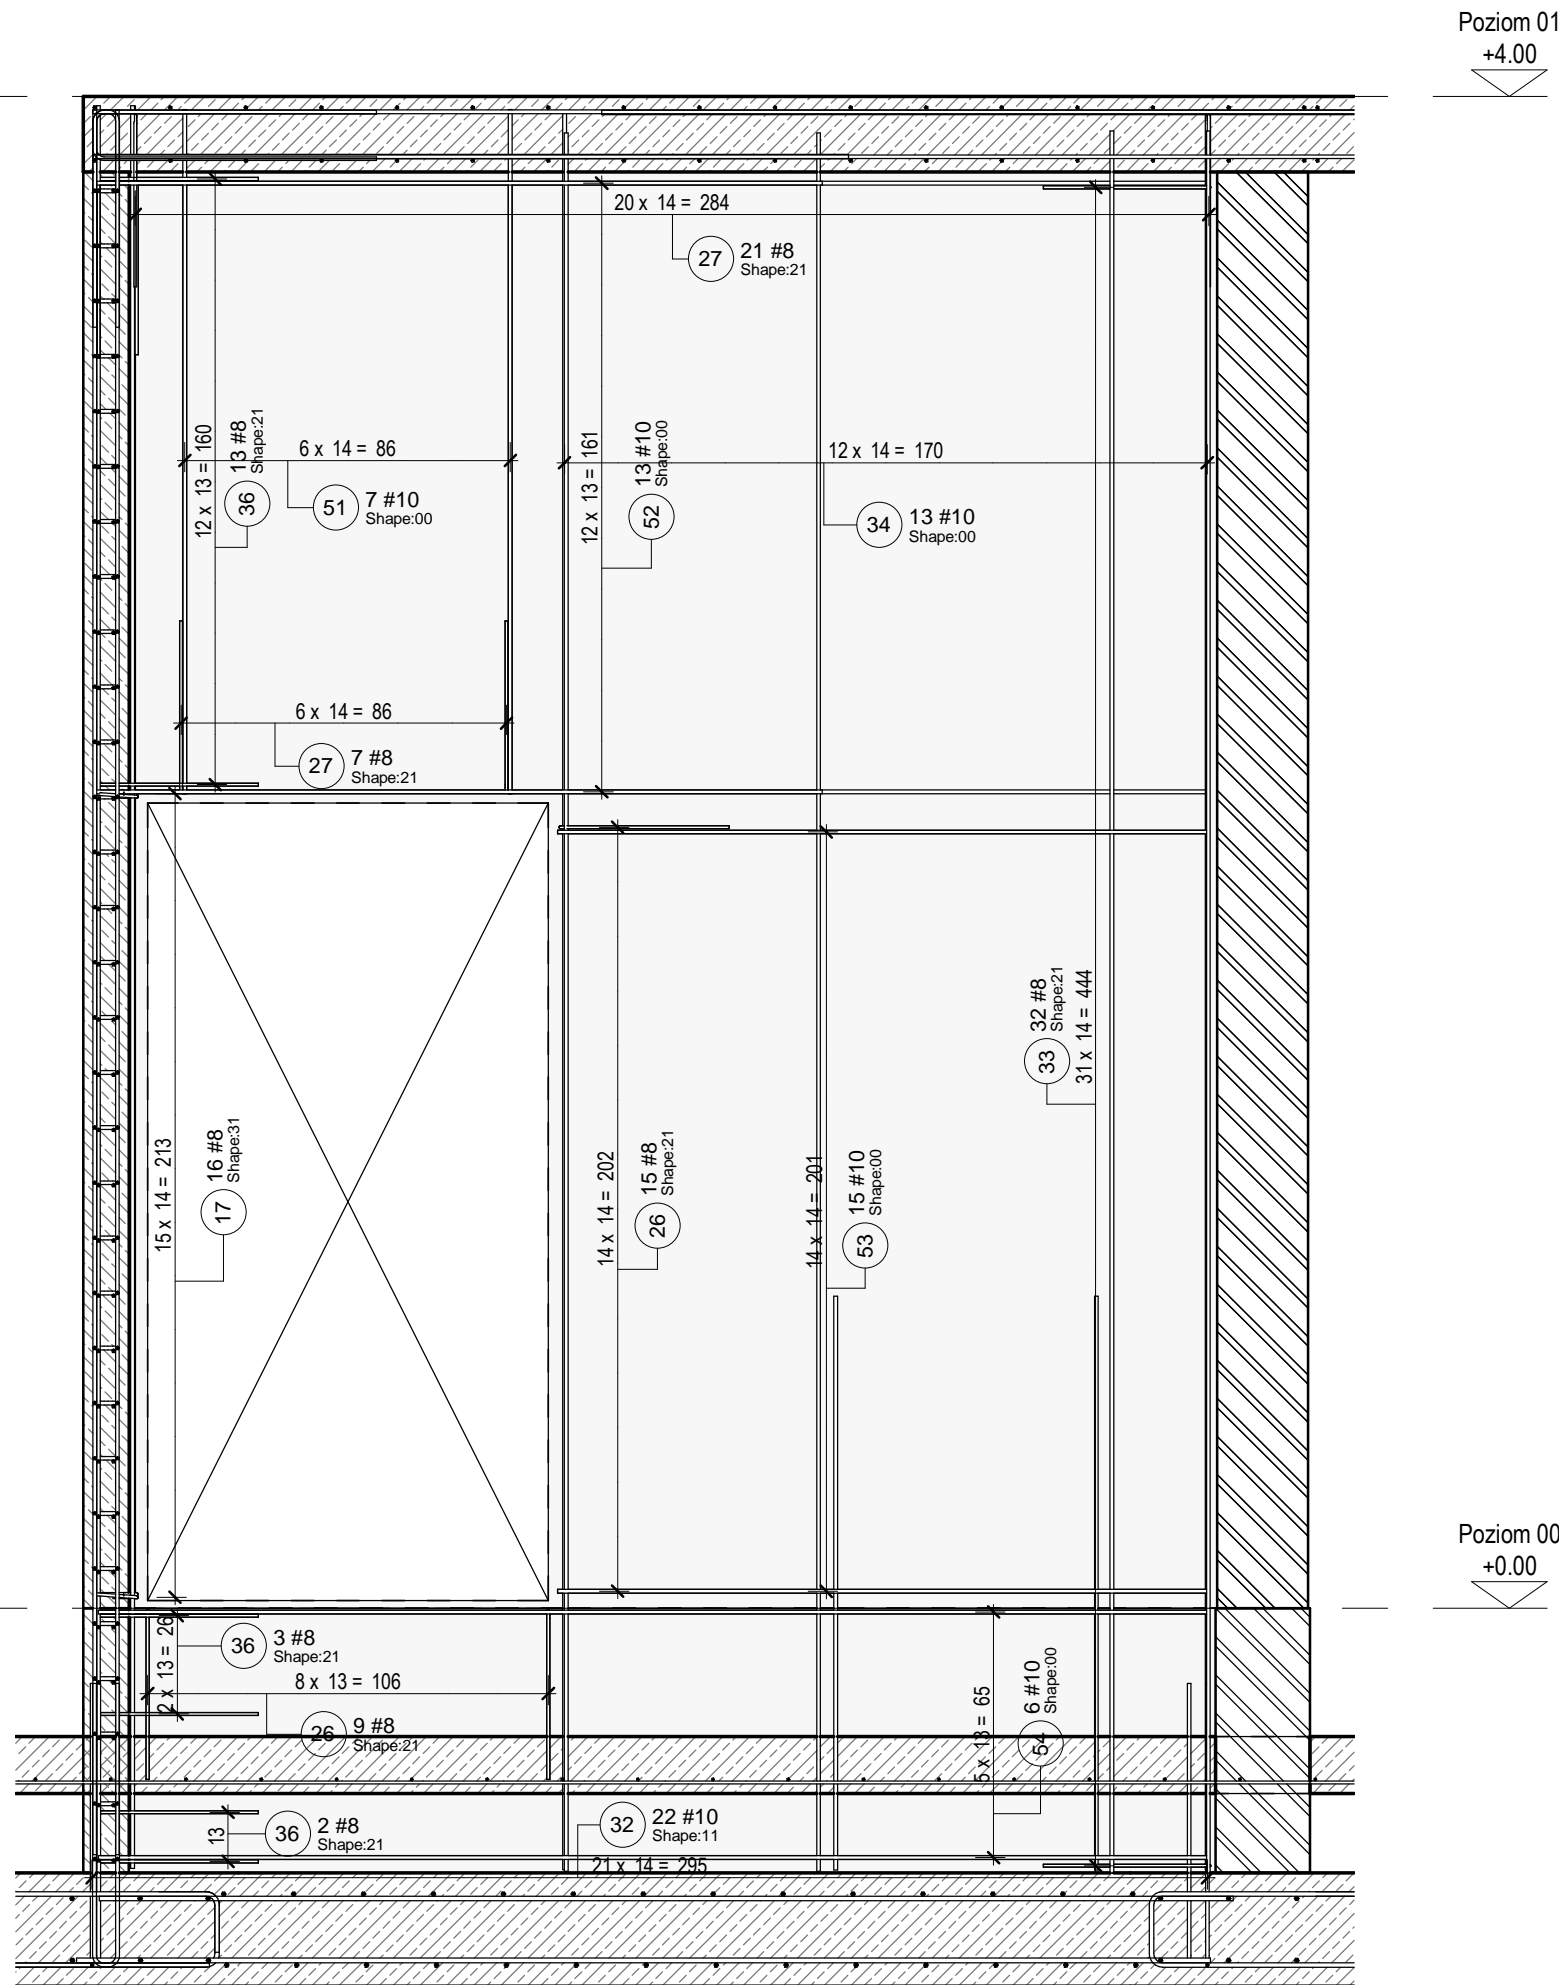 Poziom 01
+4.00
20 x 14 = 284
27
21 #8
Shape:21
12 x 13 = 160
36
13 #8
Shape:21
6 x 14 = 86
51
7 #10
Shape:00
12 x 13 = 161
52
13 #10
Shape:00
12 x 14 = 170
34
13 #10
Shape:00
6 x 14 = 86
27
7 #8
Shape:21
15 x 14 = 213
17
16 #8
Shape:31
14 x 14 = 202
26
15 #8
Shape:21
14 x 14 = 201
53
15 #10
Shape:00
33
32 #8
Shape:21
31 x 14 = 444
Poziom 00
+0.00
2 x 13 = 26
36
3 #8
Shape:21
8 x 13 = 106
26
9 #8
Shape:21
5 x 13 = 65
54
6 #10
Shape:00
13
36
2 #8
Shape:21
32
22 #10
Shape:11
21 x 14 = 295